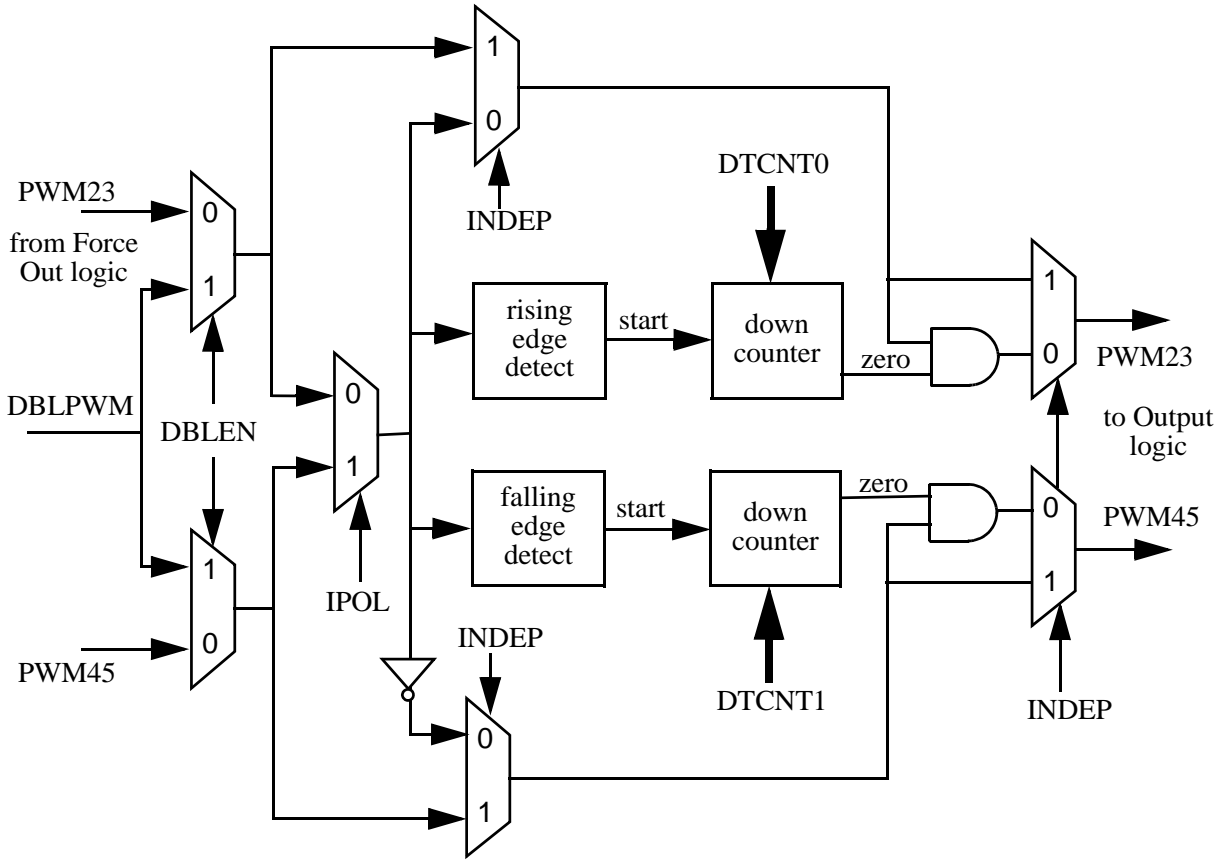 1
0
INDEP
DTCNT0
PWM23
from Force
Out logic
0
1
rising
edge
detect
start
down
counter
zero
1
0
PWM23
to Output
logic
DBLPWM
DBLEN
0
1
IPOL
falling
edge
detect
start
down
counter
zero
0
1
PWM45
1
0
PWM45
INDEP
DTCNT1
INDEP
0
1